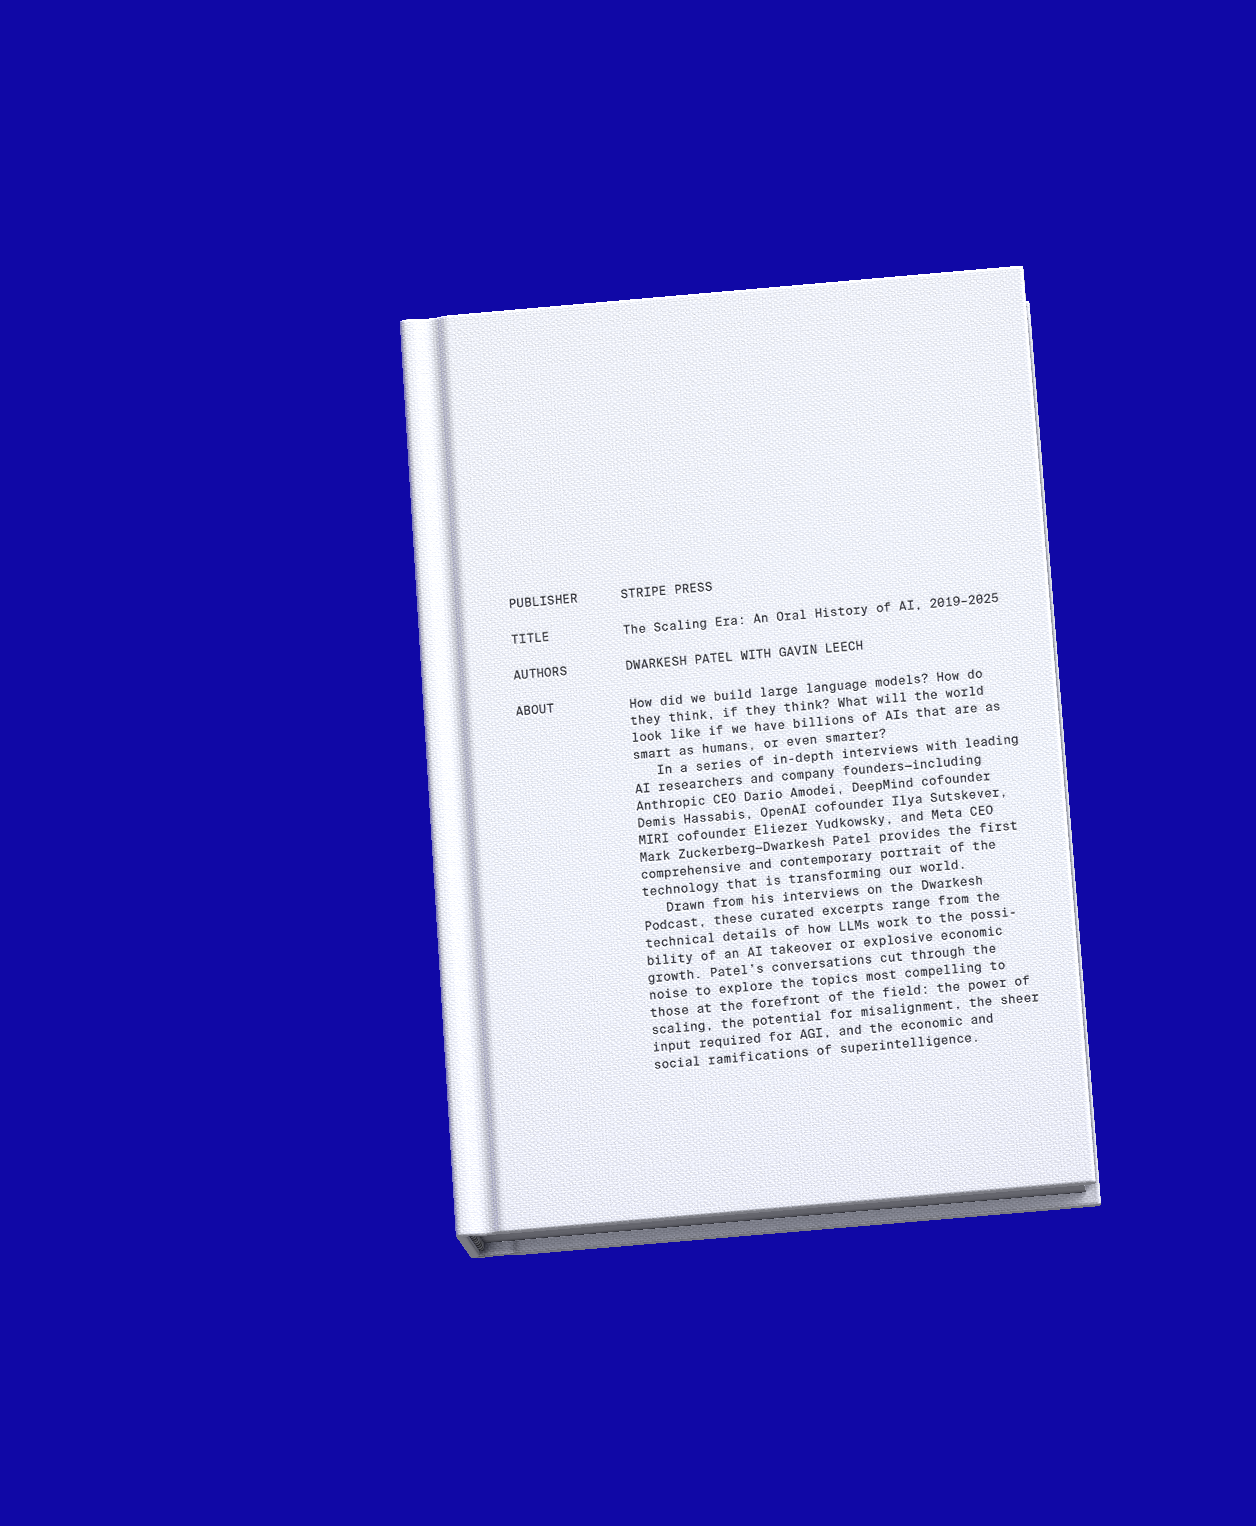 PUBLISHER STRIPE PRESS
TITLE The Scaling Era: An Oral History of AI, 2019–2025
AUTHORS DWARKESH PATEL WITH GAVIN LEECH
ABOUT How did we build large language models? How do
they think, if they think? What will the world
look like if we have billions of AIs that are as
smart as humans, or even smarter?
In a series of in-depth interviews with leading
AI researchers and company founders—including
Anthropic CEO Dario Amodei, DeepMind cofounder
Demis Hassabis, OpenAI cofounder Ilya Sutskever,
MIRI cofounder Eliezer Yudkowsky, and Meta CEO
Mark Zuckerberg—Dwarkesh Patel provides the first
comprehensive and contemporary portrait of the
technology that is transforming our world.
Drawn from his interviews on the Dwarkesh
Podcast, these curated excerpts range from the
technical details of how LLMs work to the possi-
bility of an AI takeover or explosive economic
growth. Patel's conversations cut through the
noise to explore the topics most compelling to
those at the forefront of the field: the power of
scaling, the potential for misalignment, the sheer
input required for AGI, and the economic and
social ramifications of superintelligence.